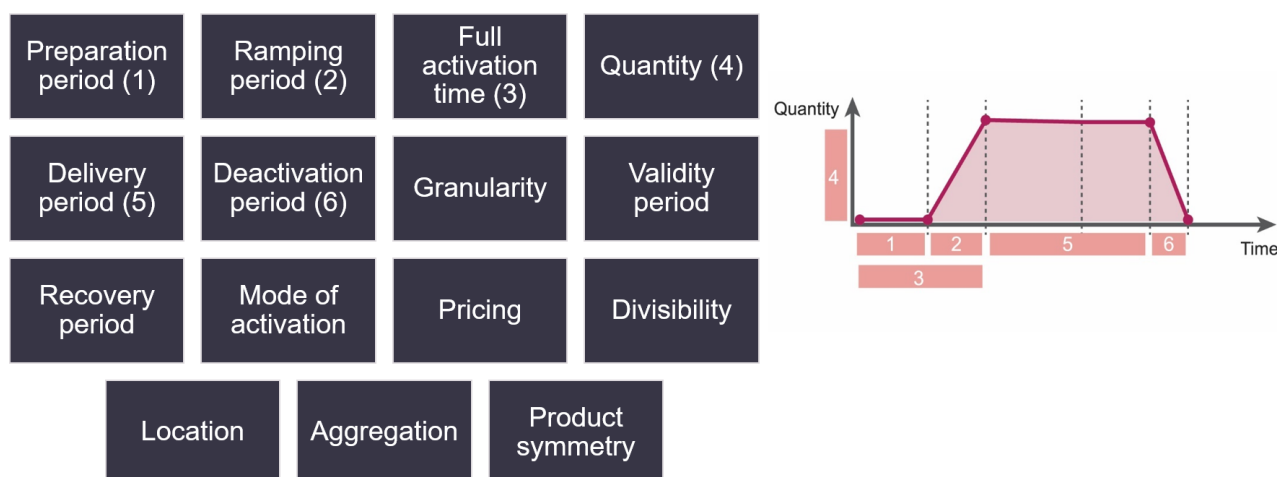 Preparation
period (1)
Ramping
period (2)
Full
activation
time (3)
Quantity (4)
Delivery
period (5)
Deactivation
period (6)
Granularity
Validity
period
Recovery
period
Mode of
activation
Pricing
Divisibility
Location
Aggregation
Product
symmetry
Quantity
4
1
2
5
6
Time
3